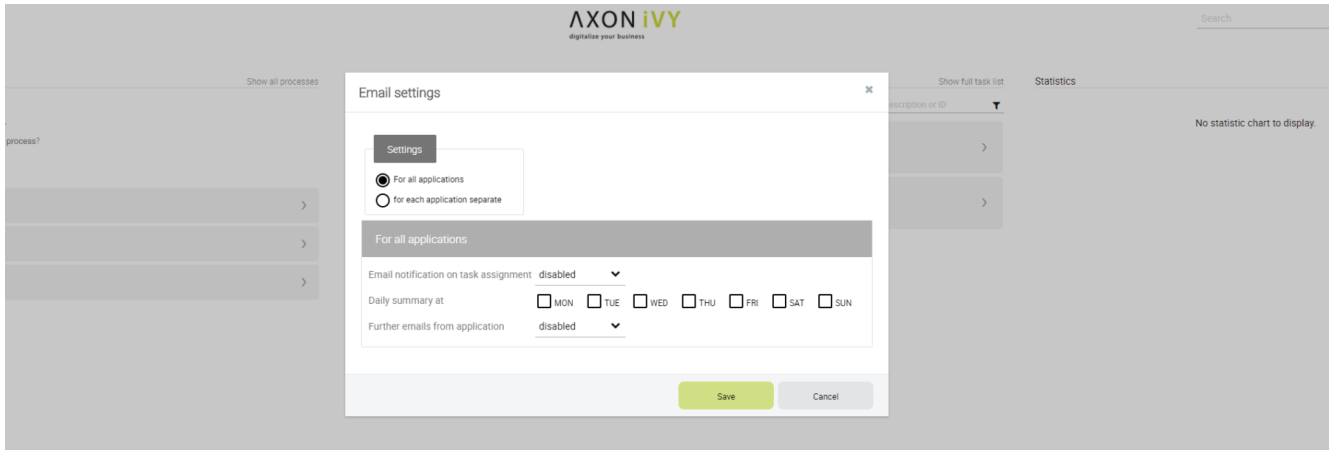 AXON iVY
digitalize your business
Search
Show all processes
process?
Email settings
Settings
For all applications
for each application separate
For all applications
Email notification on task assignment disabled
Daily summary at MON TUE WED THU FRI SAT SUN
Further emails from application disabled
Save Cancel
Show full task list
escription or ID
Statistics
No statistic chart to display.